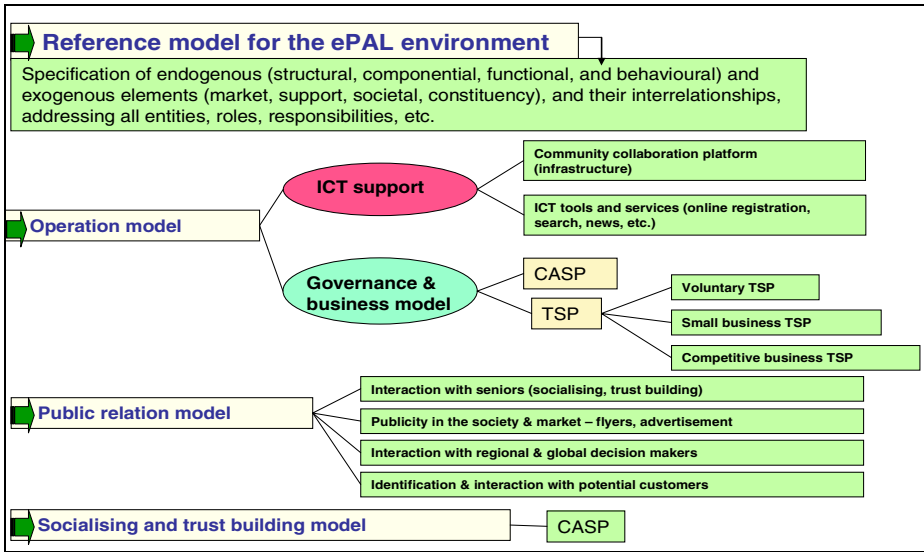 Reference model for the ePAL environment
Specification of endogenous (structural, componential, functional, and behavioural) and
exogenous elements (market, support, societal, constituency), and their interrelationships,
addressing all entities, roles, responsibilities, etc.
Operation model
ICT support
Community collaboration platform
(infrastructure)
ICT tools and services (online registration,
search, news, etc.)
Governance &
business model
CASP
TSP
Voluntary TSP
Small business TSP
Competitive business TSP
Public relation model
Interaction with seniors (socialising, trust building)
Publicity in the society & market – flyers, advertisement
Interaction with regional & global decision makers
Identification & interaction with potential customers
Socialising and trust building model
CASP